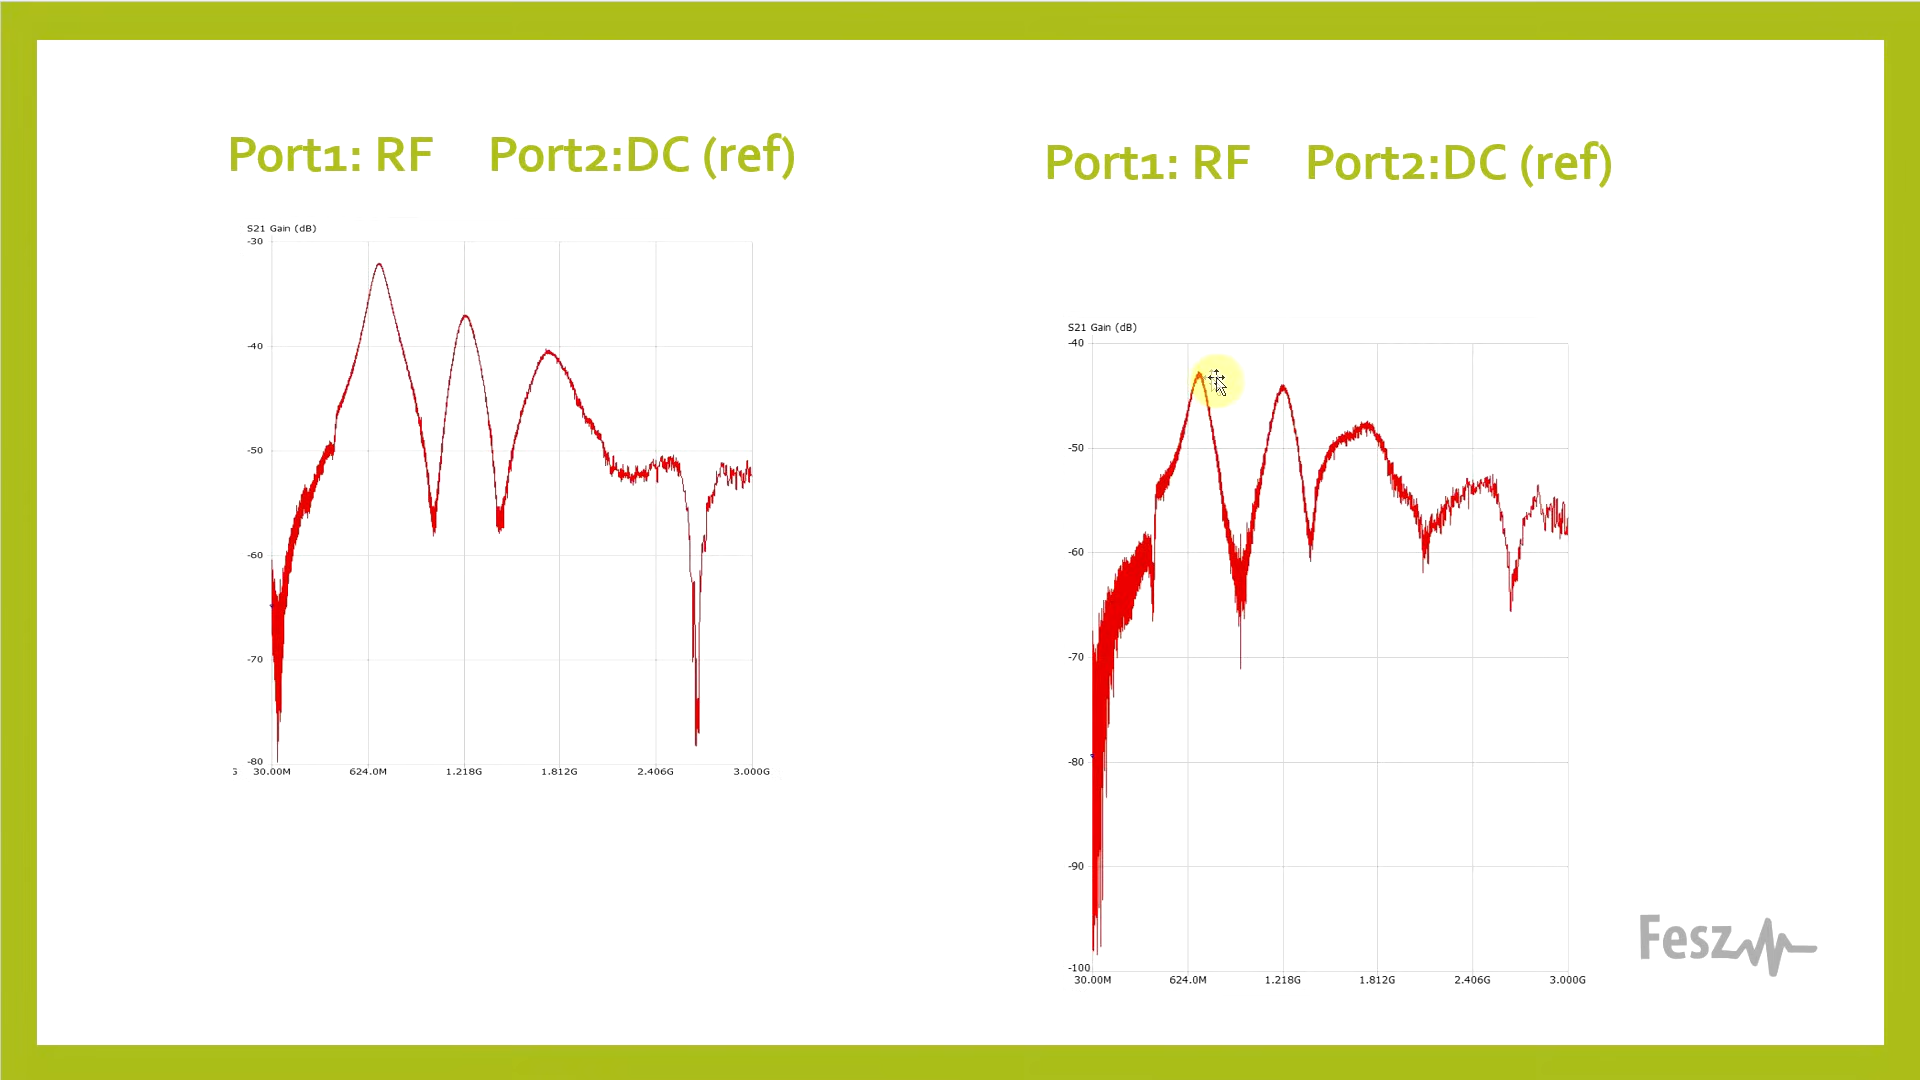 Port1: RF Port2:DC (ref)
Port1: RF Port2:DC (ref)
S21 Gain (dB)
-30
-40
-50
-60
-70
-80
G 30.00M 624.0M 1.218G 1.812G 2.406G 3.000G
S21 Gain (dB)
-40
-50
-60
-70
-80
-90
-100
30.00M 624.0M 1.218G 1.812G 2.406G 3.000G
Fesz